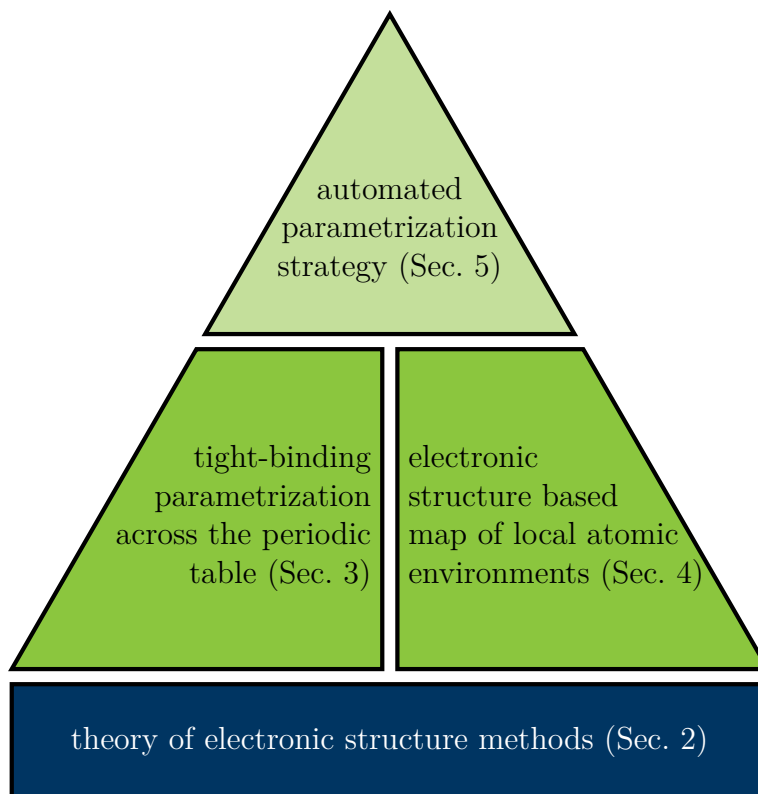 automated
parametrization
strategy (Sec. 5)
tight-binding
parametrization
across the periodic
table (Sec. 3)
electronic
structure based
map of local atomic
environments (Sec. 4)
theory of electronic structure methods (Sec. 2)